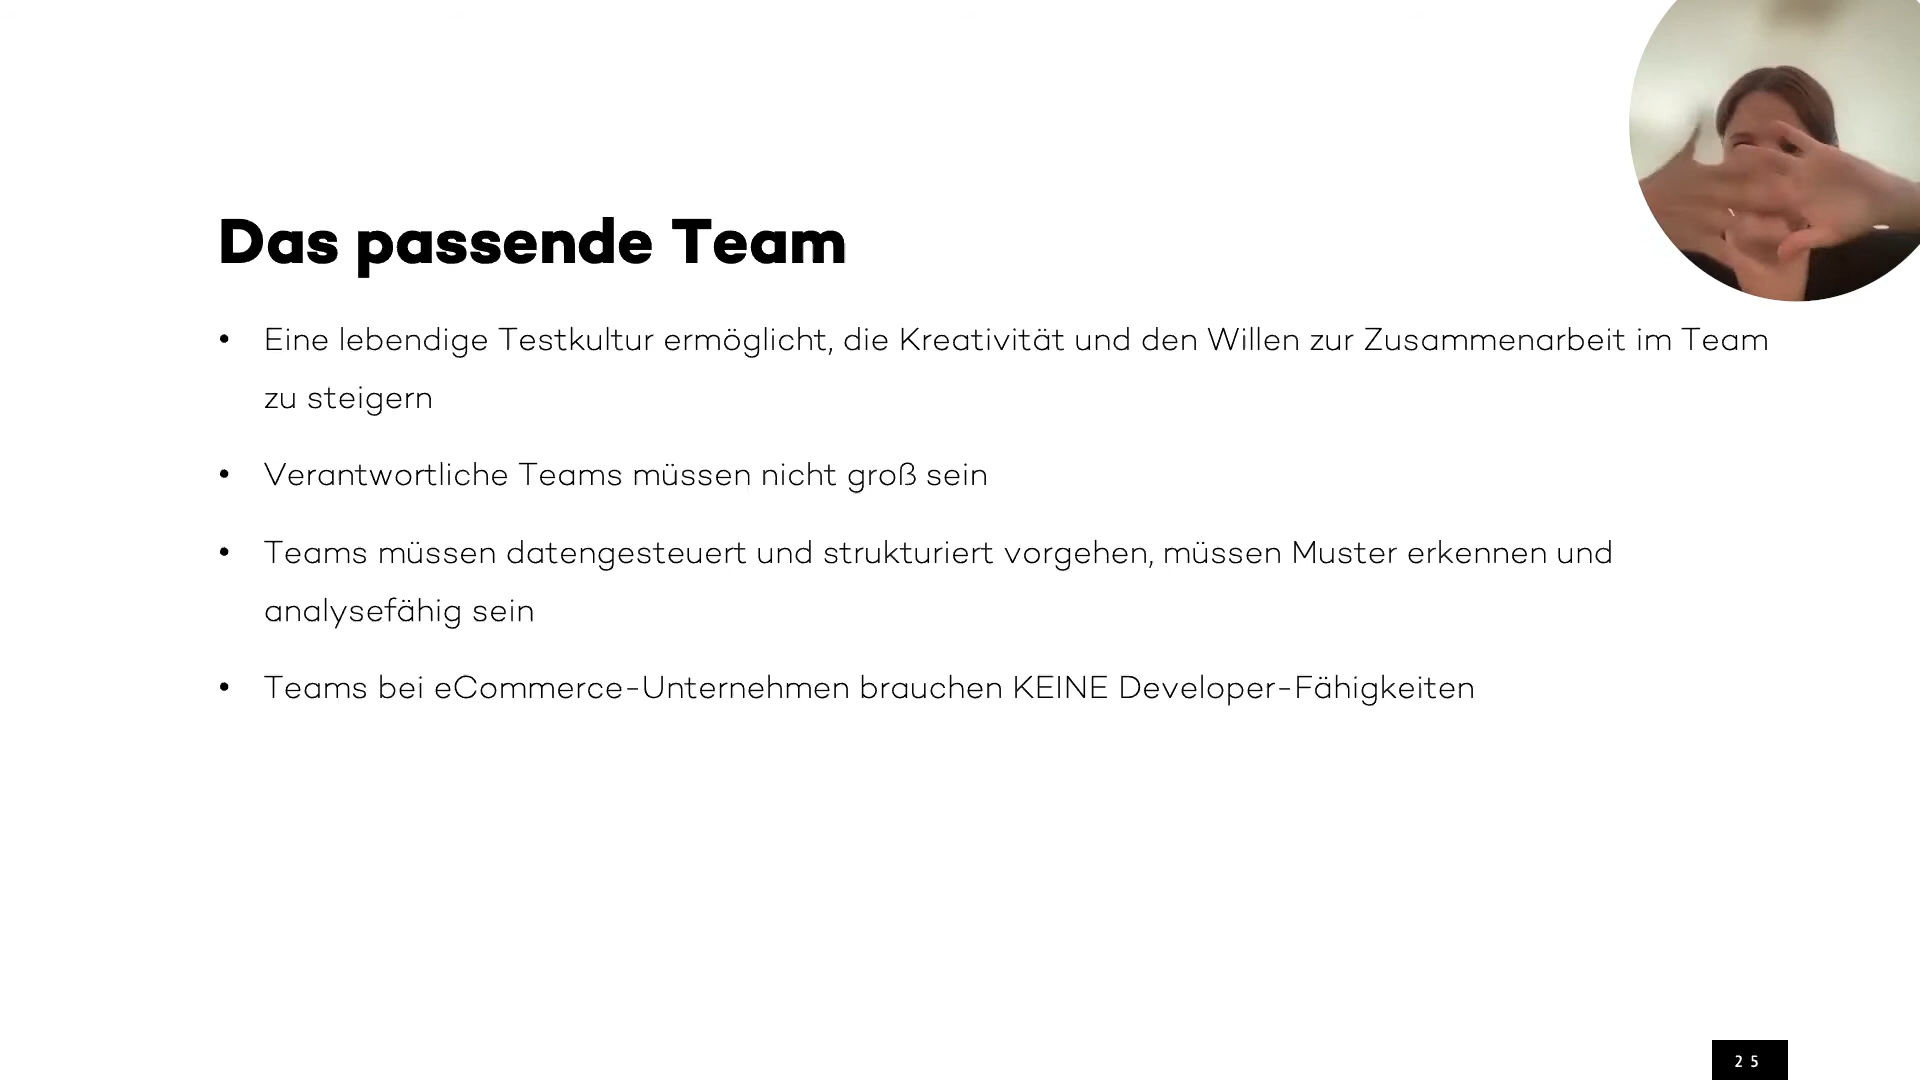 Das passende Team
• Eine lebendige Testkultur ermöglicht, die Kreativität und den Willen zur Zusammenarbeit im Team
zu steigern
• Verantwortliche Teams müssen nicht groß sein
• Teams müssen datengesteuert und strukturiert vorgehen, müssen Muster erkennen und
analysefähig sein
• Teams bei eCommerce-Unternehmen brauchen KEINE Developer-Fähigkeiten
25